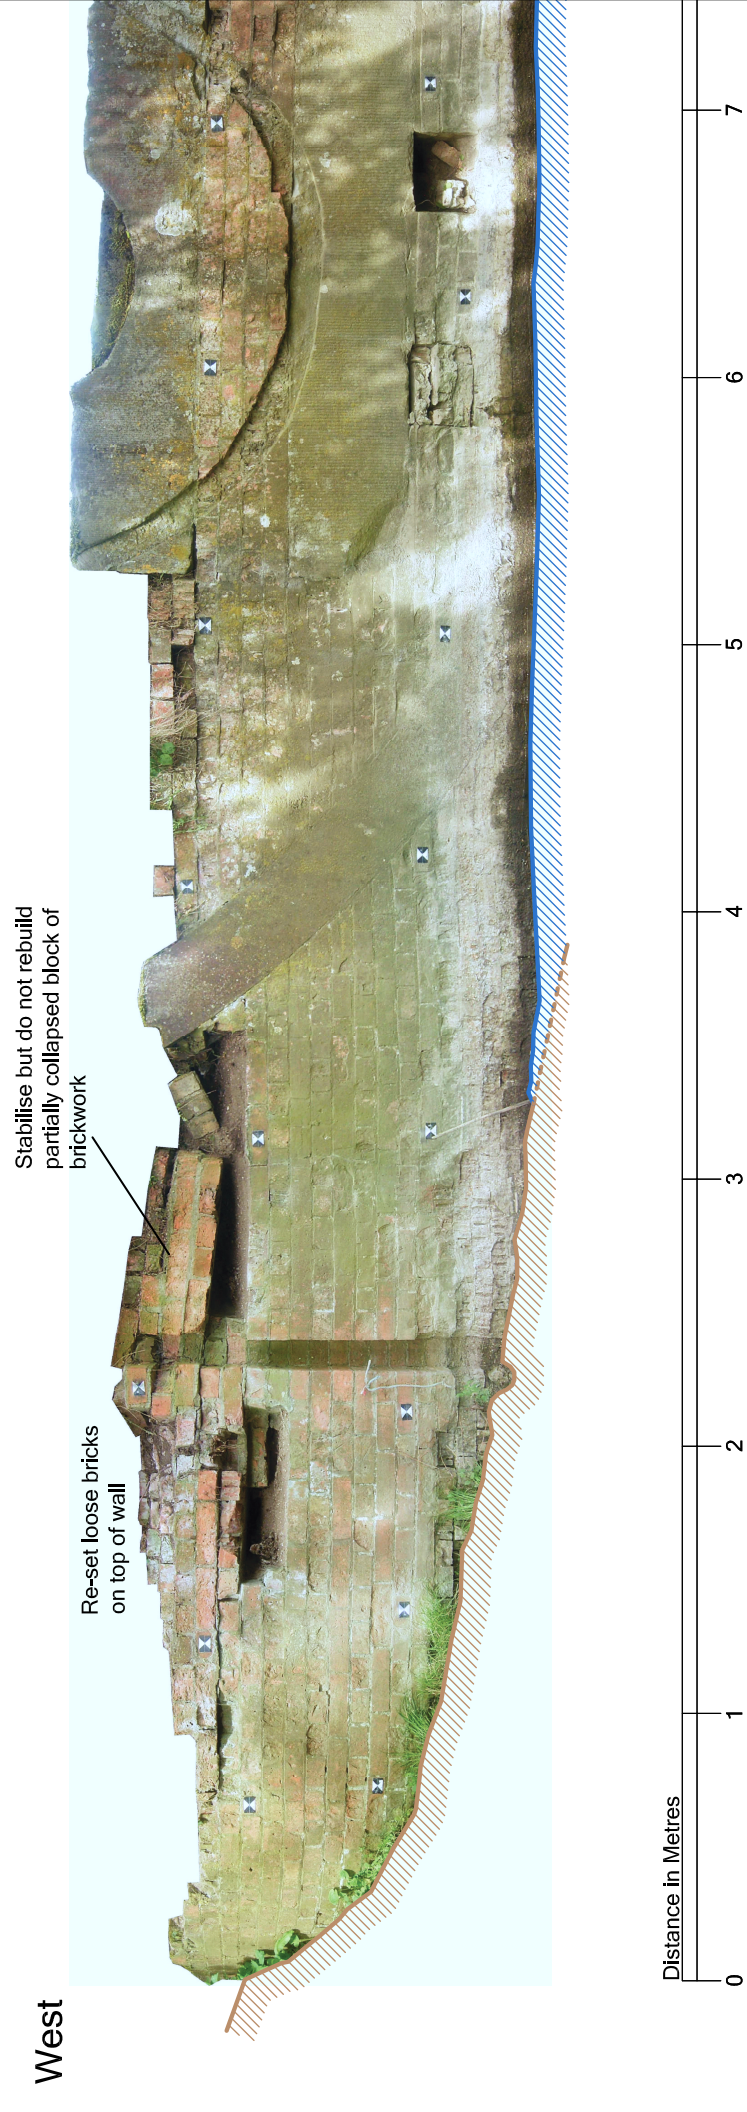 West
Re-set loose bricks
on top of wall
Stabilise but do not rebuild
partially collapsed block of
brickwork
Distance in Metres
0
1
2
3
4
5
6
7